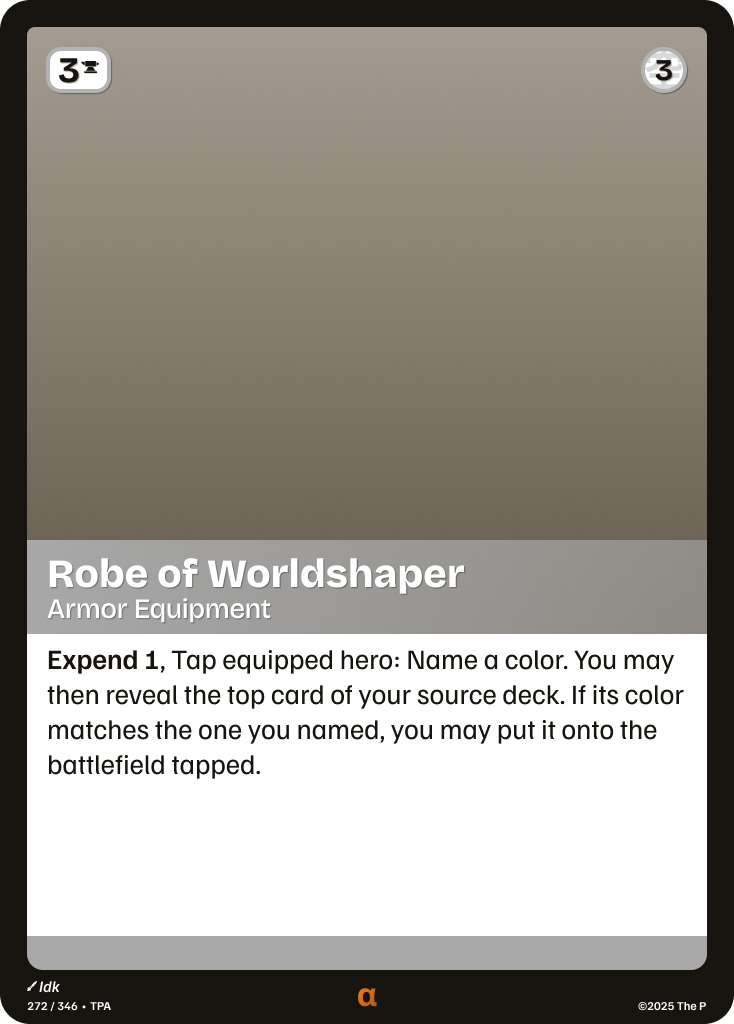 3
3
Robe of Worldshaper
Armor Equipment
Expend 1, Tap equipped hero: Name a color. You may
then reveal the top card of your source deck. If its color
matches the one you named, you may put it onto the
battlefield tapped.
Idk
272 / 346 • TPA
α
©2025 The P